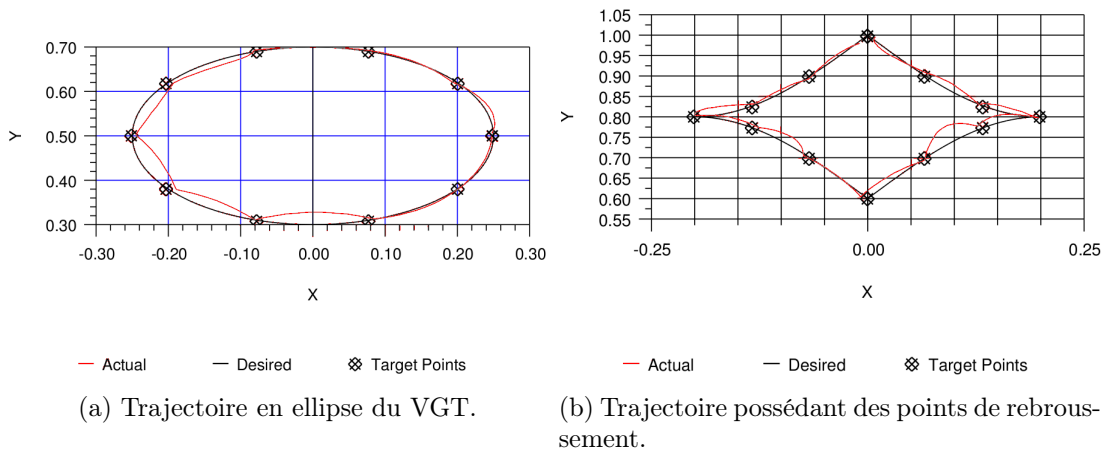 0.70
0.60
0.50
0.40
0.30
Y
-0.30 -0.20 -0.10 0.00 0.10 0.20 0.30
X
Actual Desired Target Points
(a) Trajectoire en ellipse du VGT.
1.05
1.00
0.95
0.90
0.85
0.80
0.75
0.70
0.65
0.60
0.55
Y
-0.25 0.00 0.25
X
Actual Desired Target Points
(b) Trajectoire possédant des points de rebrous-
sement.